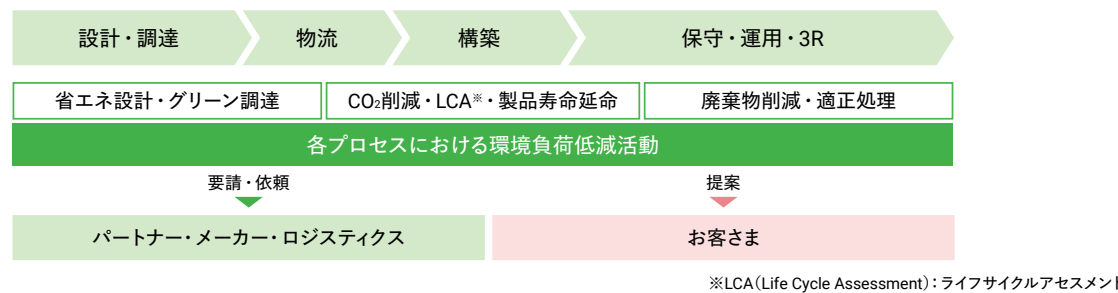 設計・調達
物流
構築
保守・運用・3R
省エネ設計・グリーン調達
CO₂削減・LCA※・製品寿命延命
廃棄物削減・適正処理
各プロセスにおける環境負荷低減活動
要請・依頼
提案
パートナー・メーカー・ロジスティクス
お客さま
※LCA(Life Cycle Assessment):ライフサイクルアセスメント